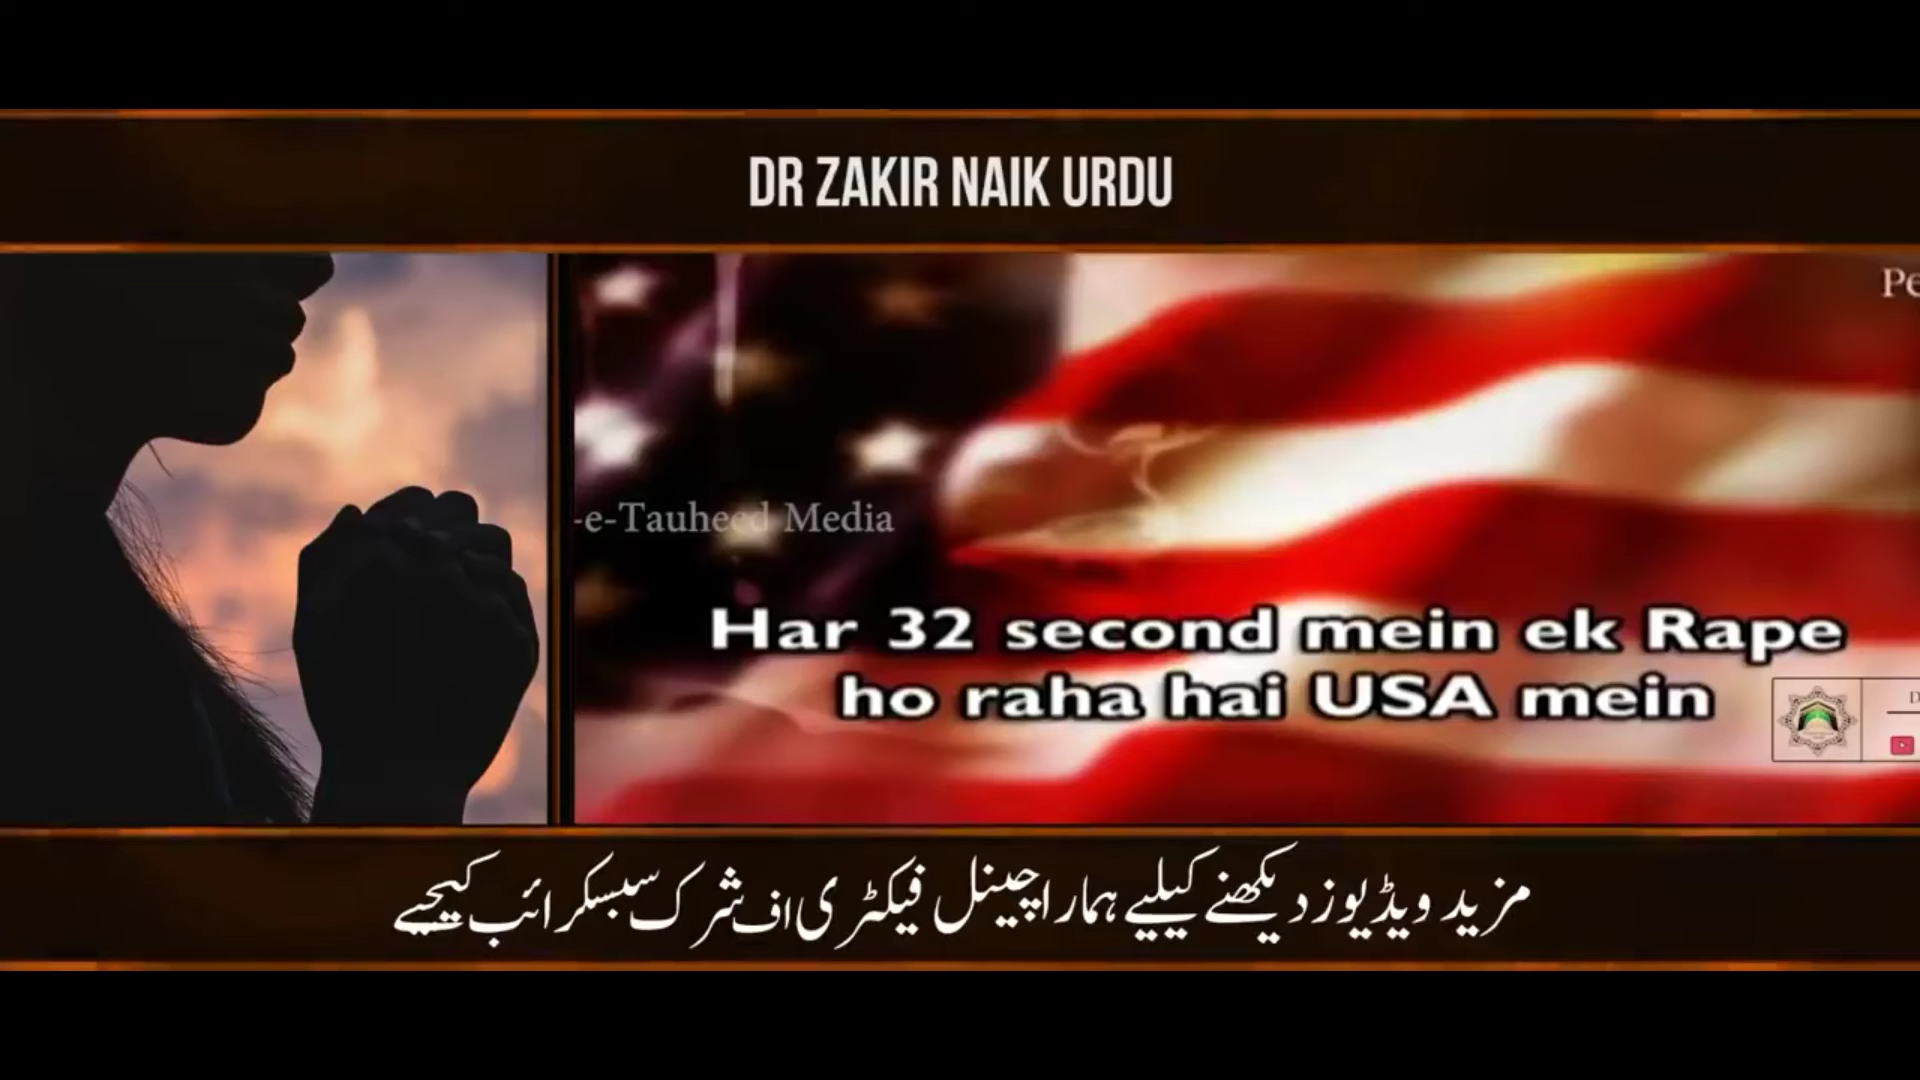 DR ZAKIR NAIK URDU
Pe
-e-Tauheed Media
Har 32 second mein ek Rape
ho raha hai USA mein
D
مزید ویڈیوز دیکھنے کیلیے ہمارا چینل فیکٹری اف شرک سبسکرائب کیجیے